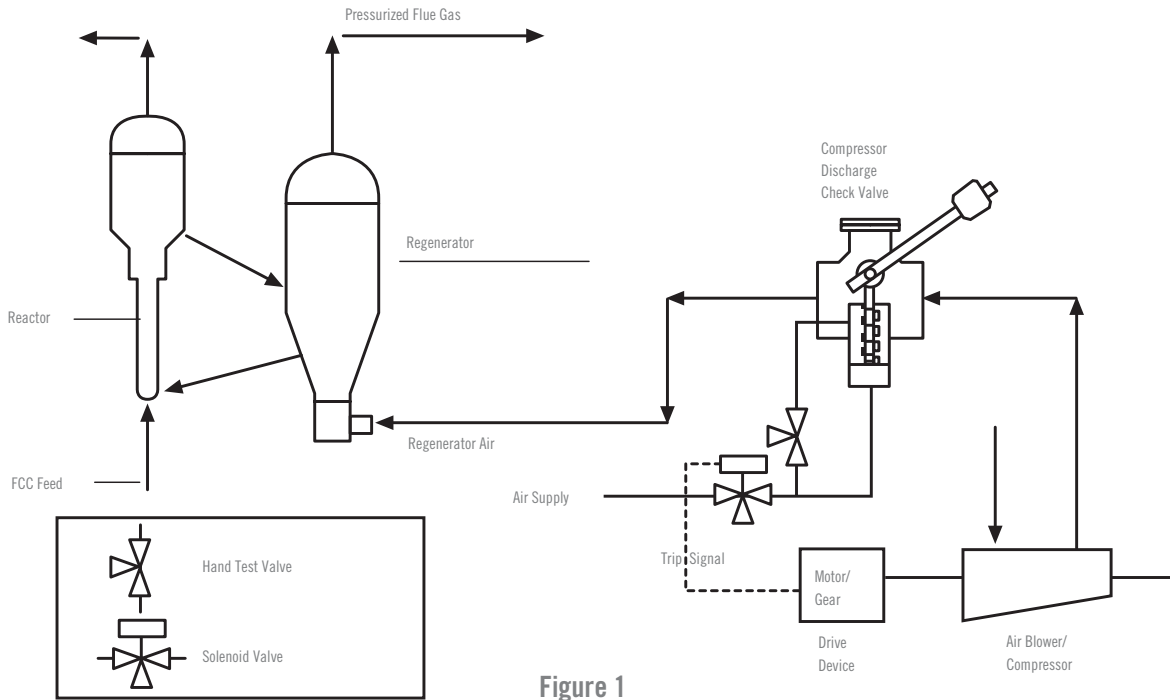 Pressurized Flue Gas
Compressor
Discharge
Check Valve
Regenerator
Reactor
Regenerator Air
FCC Feed
Air Supply
Trip Signal
Hand Test Valve
Motor/
Gear
Solenoid Valve
Drive
Device
Air Blower/
Compressor
Figure 1